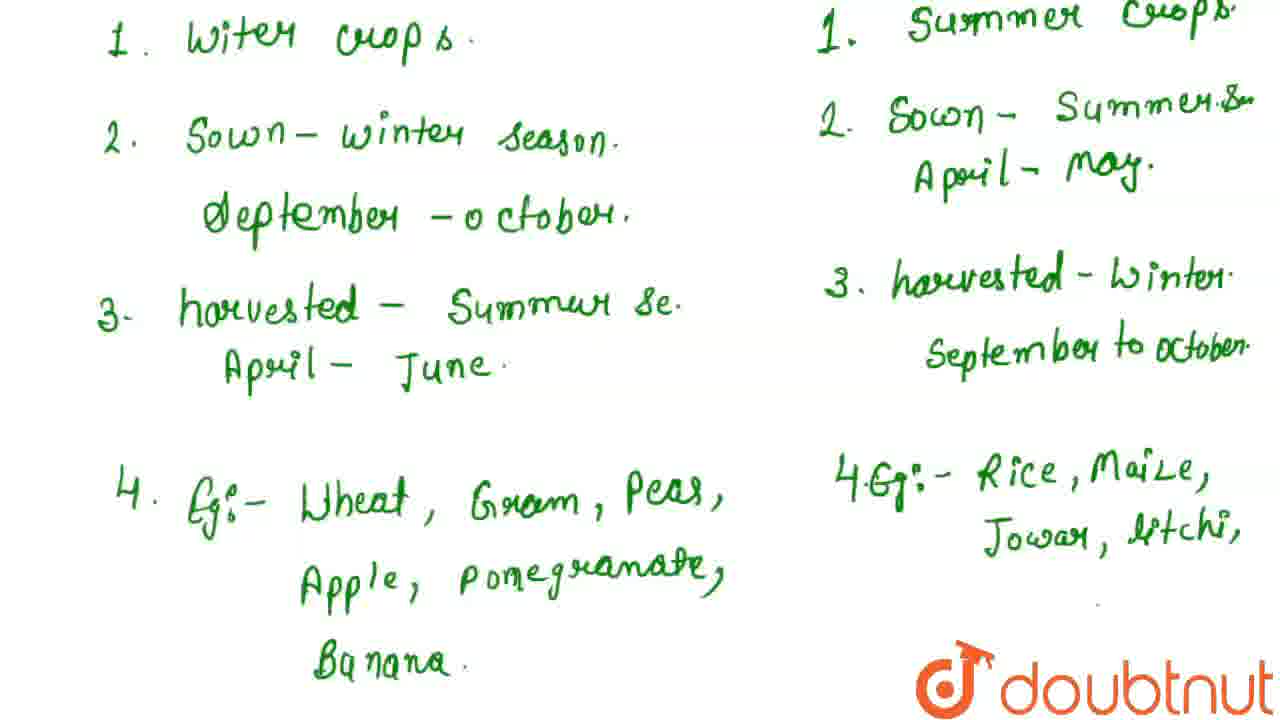 1. Witer crops.
2. Sown - winter season.
September - october.
3. harvested - Summer se.
April - June.
4. Eg:- Wheat, Gram, Peas,
Apple, Pomegranate,
Banana.
1. Summer crops.
2. Sown - Summer.Se
April - May.
3. harvested - Winter.
September to october.
4. Eg:- Rice, Maize,
Jowar, litchi,
doubtnut